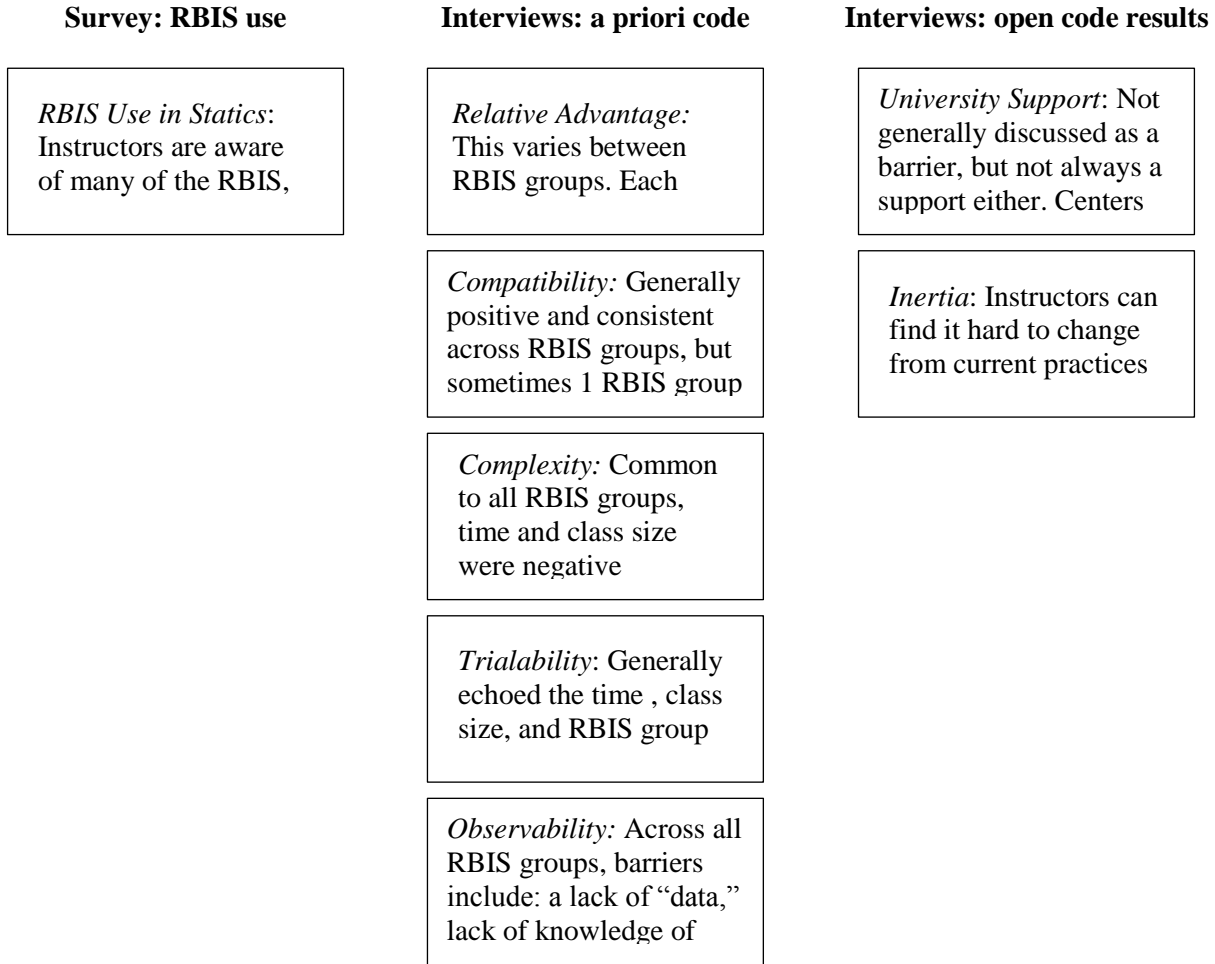 Survey: RBIS use
Interviews: a priori code
Interviews: open code results
RBIS Use in Statics:
Instructors are aware
of many of the RBIS,
Relative Advantage:
This varies between
RBIS groups. Each
Compatibility: Generally
positive and consistent
across RBIS groups, but
sometimes 1 RBIS group
Complexity: Common
to all RBIS groups,
time and class size
were negative
Trialability: Generally
echoed the time , class
size, and RBIS group
Observability: Across all
RBIS groups, barriers
include: a lack of “data,”
lack of knowledge of
University Support: Not
generally discussed as a
barrier, but not always a
support either. Centers
Inertia: Instructors can
find it hard to change
from current practices